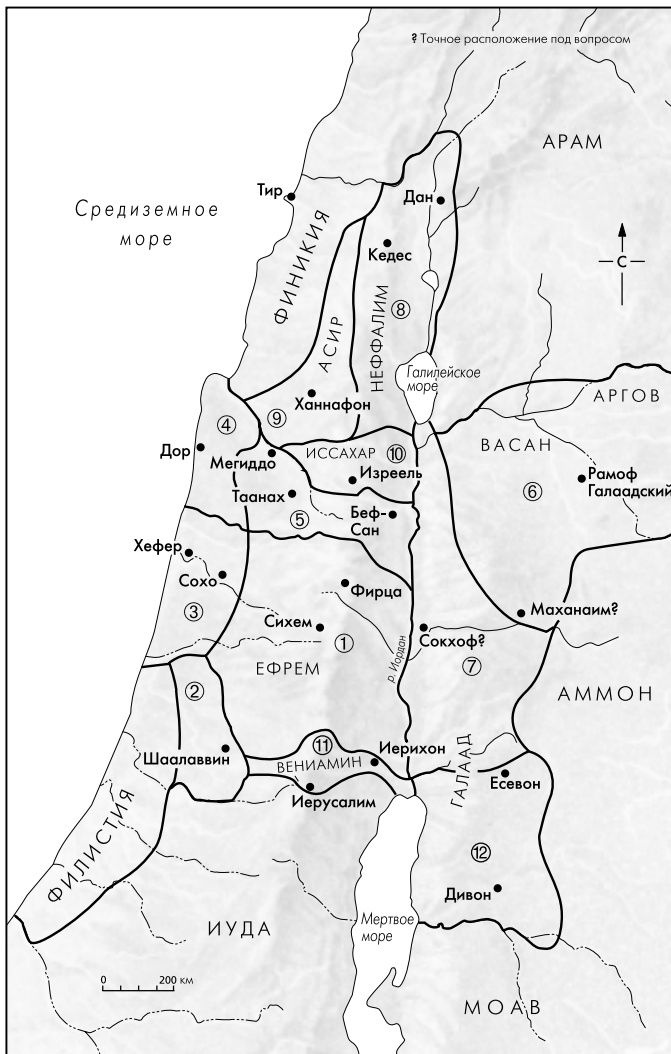 ? Точное расположение под вопросом
АРАМ
Тир
Дан
Средиземное
море
С
ФИНИКИЯ
Кедес
АСИР
НЕФФАЛИМ
8
Галилейское
море
АРГОВ
Ханнафон
9
4
ВАСАН
Дор
Мегиддо
ИССАХАР
10
Изреель
6
Рамоф
Галаадский
Таанах
5
Беф-
Сан
Хефер
Сохо
Фирца
3
Сихем
1
Маханаим?
Сокхоф?
р. Иордан
ЕФРЕМ
7
2
АММОН
Шаалаввин
11
ВЕНИАМИН
Иерихон
ГАЛААД
Иерусалим
Есевон
ФИЛИСТИЯ
12
Дивон
ИУДА
Мертвое
море
0 200 км
МОАВ